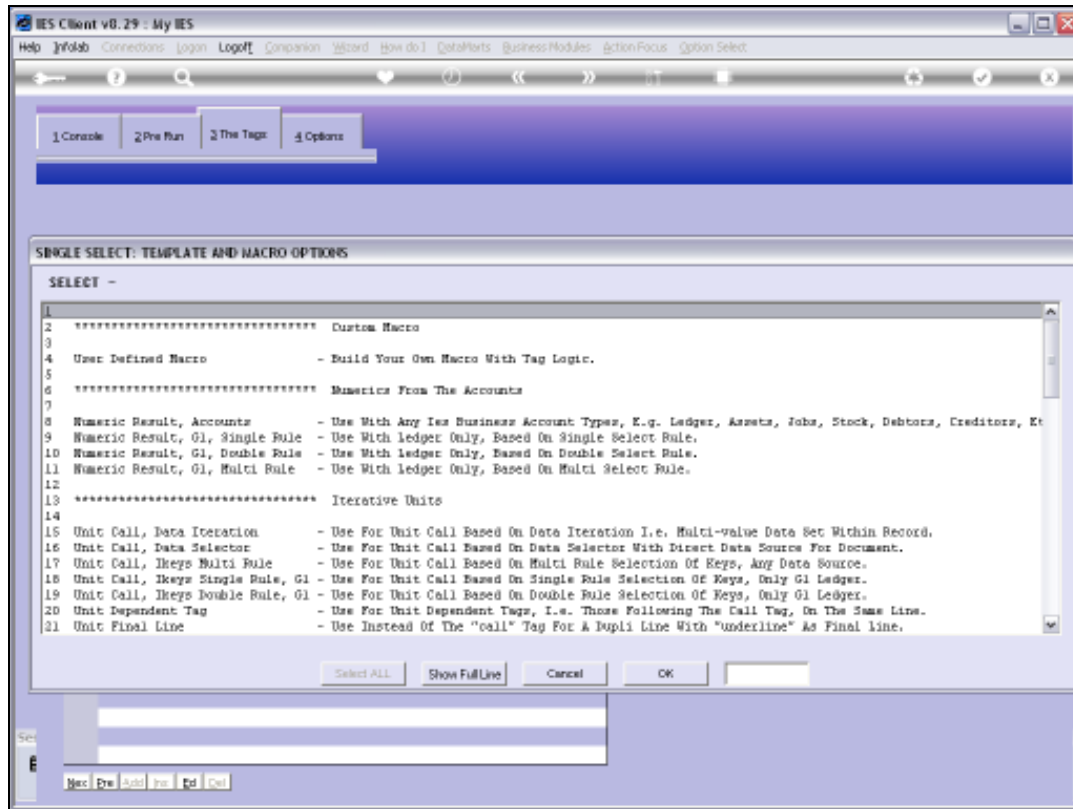 IES Client v8.29 : My IES
Help Infolab Connections Logon Logoff Companion Wizard How do I DataMarts Business Modules Action Focus Option Select
1 Console 2 Pre Run 3 The Tags 4 Options
SINGLE SELECT: TEMPLATE AND MACRO OPTIONS
SELECT -
1
2 ********************************* Custom Macro
3
4 User Defined Macro - Build Your Own Macro With Tag Logic.
5
6 ********************************* Numerics From The Accounts
7
8 Numeric Result, Accounts - Use With Any Ies Business Account Types, E.g. Ledger, Assets, Jobs, Stock, Debtors, Creditors, Et
9 Numeric Result, Gl, Single Rule - Use With Ledger Only, Based On Single Select Rule.
10 Numeric Result, Gl, Double Rule - Use With Ledger Only, Based On Double Select Rule.
11 Numeric Result, Gl, Multi Rule - Use With Ledger Only, Based On Multi Select Rule.
12
13 ********************************* Iterative Units
14
15 Unit Call, Data Iteration - Use For Unit Call Based On Data Iteration I.e. Multi-value Data Set Within Record.
16 Unit Call, Data Selector - Use For Unit Call Based On Data Selector With Direct Data Source For Document.
17 Unit Call, Ikeys Multi Rule - Use For Unit Call Based On Multi Rule Selection Of Keys, Any Data Source.
18 Unit Call, Ikeys Single Rule, Gl - Use For Unit Call Based On Single Rule Selection Of Keys, Only Gl Ledger.
19 Unit Call, Ikeys Double Rule, Gl - Use For Unit Call Based On Double Rule Selection Of Keys, Only Gl Ledger.
20 Unit Dependent Tag - Use For Unit Dependent Tags, I.e. Those Following The Call Tag, On The Same Line.
21 Unit Final Line - Use Instead Of The "call" Tag For A Dupli Line With "underline" As Final Line.
Select ALL Show Full Line Cancel OK
Sec
Nex Pre Add Ins Ed Del